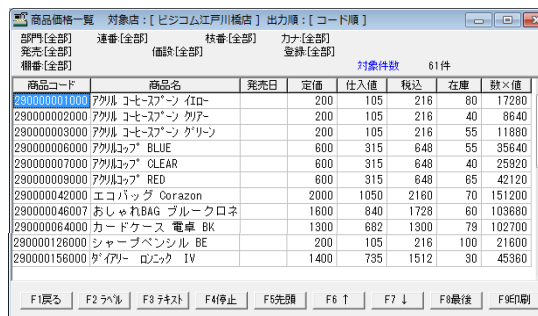 商品価格一覧 対象店:[ ビジコム江戸川橋店 ] 出力順:[ コード順 ]
部門:[全部] 連番:[全部] 枝番:[全部] カナ:[全部]
発売:[全部] 価設:[全部] 登録:[全部]
棚番:[全部] 対象件数 61件
商品コード 商品名 発売日 定価 仕入値 税込 在庫 数×値
290000001000 アクリル コーヒースプーン イエロー 200 105 216 80 17280
290000002000 アクリル コーヒースプーン クリアー 200 105 216 40 8640
290000003000 アクリル コーヒースプーン グリーン 200 105 216 55 11880
290000006000 アクリルコップ BLUE 600 315 648 55 35640
290000007000 アクリルコップ CLEAR 600 315 648 40 25920
290000009000 アクリルコップ RED 600 315 648 65 42120
290000042000 エコバッグ Corazon 2000 1050 2160 70 151200
290000046007 おしゃれBAG ブルークロネ 1600 840 1728 60 103680
290000064000 カードケース 電卓 BK 1300 682 1300 79 102700
290000126000 シャープペンシル BE 200 105 216 100 21600
290000156000 ダイアリー ロンニック IV 1400 735 1512 30 45360
F1戻る F2 ラベル F3 テキスト F4停止 F5先頭 F6 ↑ F7 ↓ F8最後 F9印刷